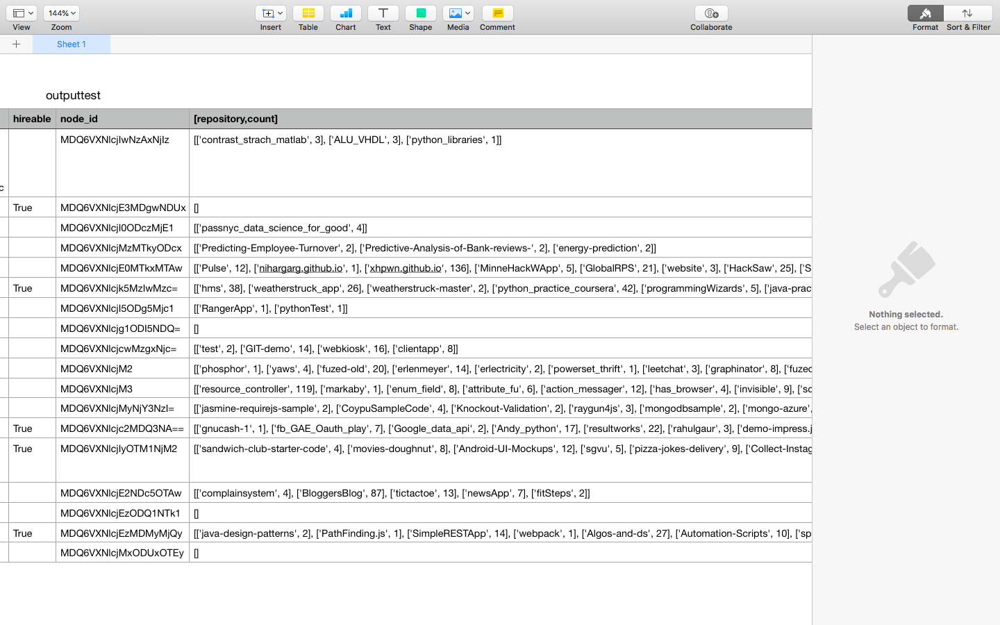 View
144%
Zoom
Insert
Table
Chart
Text
Shape
Media
Comment
Collaborate
Format
Sort & Filter
Sheet 1
outputtest
hireable node_id [repository,count]
MDQ6VXNlcjIwNzAxNjIz [['contrast_strach_matlab', 3], ['ALU_VHDL', 3], ['python_libraries', 1]]
c
True MDQ6VXNlcjE3MDgwNDUx []
MDQ6VXNlcjI0ODczMjE1 [['passnyc_data_science_for_good', 4]]
MDQ6VXNlcjMzMTkyODcx [['Predicting-Employee-Turnover', 2], ['Predictive-Analysis-of-Bank-reviews-', 2], ['energy-prediction', 2]]
MDQ6VXNlcjE0MTkxMTAw [['Pulse', 12], ['nihargarg.github.io', 1], ['xhpwn.github.io', 136], ['MinneHackWApp', 5], ['GlobalRPS', 21], ['website', 3], ['HackSaw', 25], ['S
True MDQ6VXNlcjk5MzIwMzc= [['hms', 38], ['weatherstruck_app', 26], ['weatherstruck-master', 2], ['python_practice_coursera', 42], ['programmingWizards', 5], ['java-prac
MDQ6VXNlcjI5ODg5Mjc1 [['RangerApp', 1], ['pythonTest', 1]]
MDQ6VXNlcjg1ODI5NDQ= []
MDQ6VXNlcjcwMzgxNjc= [['test', 2], ['GIT-demo', 14], ['webkiosk', 16], ['clientapp', 8]]
MDQ6VXNlcjM2 [['phosphor', 1], ['yaws', 4], ['fuzed-old', 20], ['erlenmeyer', 14], ['erlectricity', 2], ['powerset_thrift', 1], ['leetchat', 3], ['graphinator', 8], ['fuzed
MDQ6VXNlcjM3 [['resource_controller', 119], ['markaby', 1], ['enum_field', 8], ['attribute_fu', 6], ['action_messager', 12], ['has_browser', 4], ['invisible', 9], ['sc
MDQ6VXNlcjMyNjY3NzI= [['jasmine-requirejs-sample', 2], ['CoypuSampleCode', 4], ['Knockout-Validation', 2], ['raygun4js', 3], ['mongodbsample', 2], ['mongo-azure',
True MDQ6VXNlcjc2MDQ3NA== [['gnucash-1', 1], ['fb_GAE_Oauth_play', 7], ['Google_data_api', 2], ['Andy_python', 17], ['resultworks', 22], ['rahulgaur', 3], ['demo-impress.j
True MDQ6VXNlcjIyOTM1NjM2 [['sandwich-club-starter-code', 4], ['movies-doughnut', 8], ['Android-UI-Mockups', 12], ['sgvu', 5], ['pizza-jokes-delivery', 9], ['Collect-Instag
MDQ6VXNlcjE2NDc5OTAw [['complainsystem', 4], ['BloggersBlog', 87], ['tictactoe', 13], ['newsApp', 7], ['fitSteps', 2]]
MDQ6VXNlcjEzODQ1NTk1 []
True MDQ6VXNlcjEzMDMyMjQy [['java-design-patterns', 2], ['PathFinding.js', 1], ['SimpleRESTApp', 14], ['webpack', 1], ['Algos-and-ds', 27], ['Automation-Scripts', 10], ['sp
MDQ6VXNlcjMxODUxOTEy []
Nothing selected.
Select an object to format.